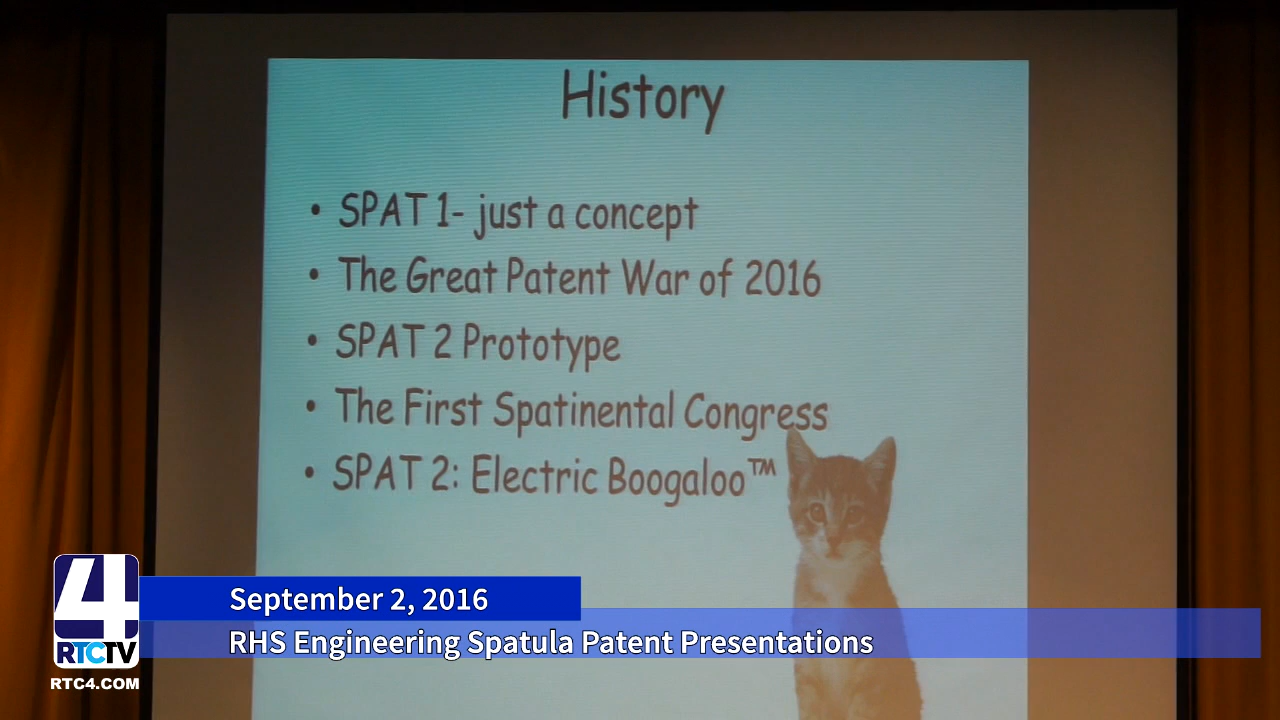 History
• SPAT 1- just a concept
• The Great Patent War of 2016
• SPAT 2 Prototype
• The First Spatinental Congress
• SPAT 2: Electric Boogaloo™
September 2, 2016
RHS Engineering Spatula Patent Presentations
4
RTCTV
RTC4.COM